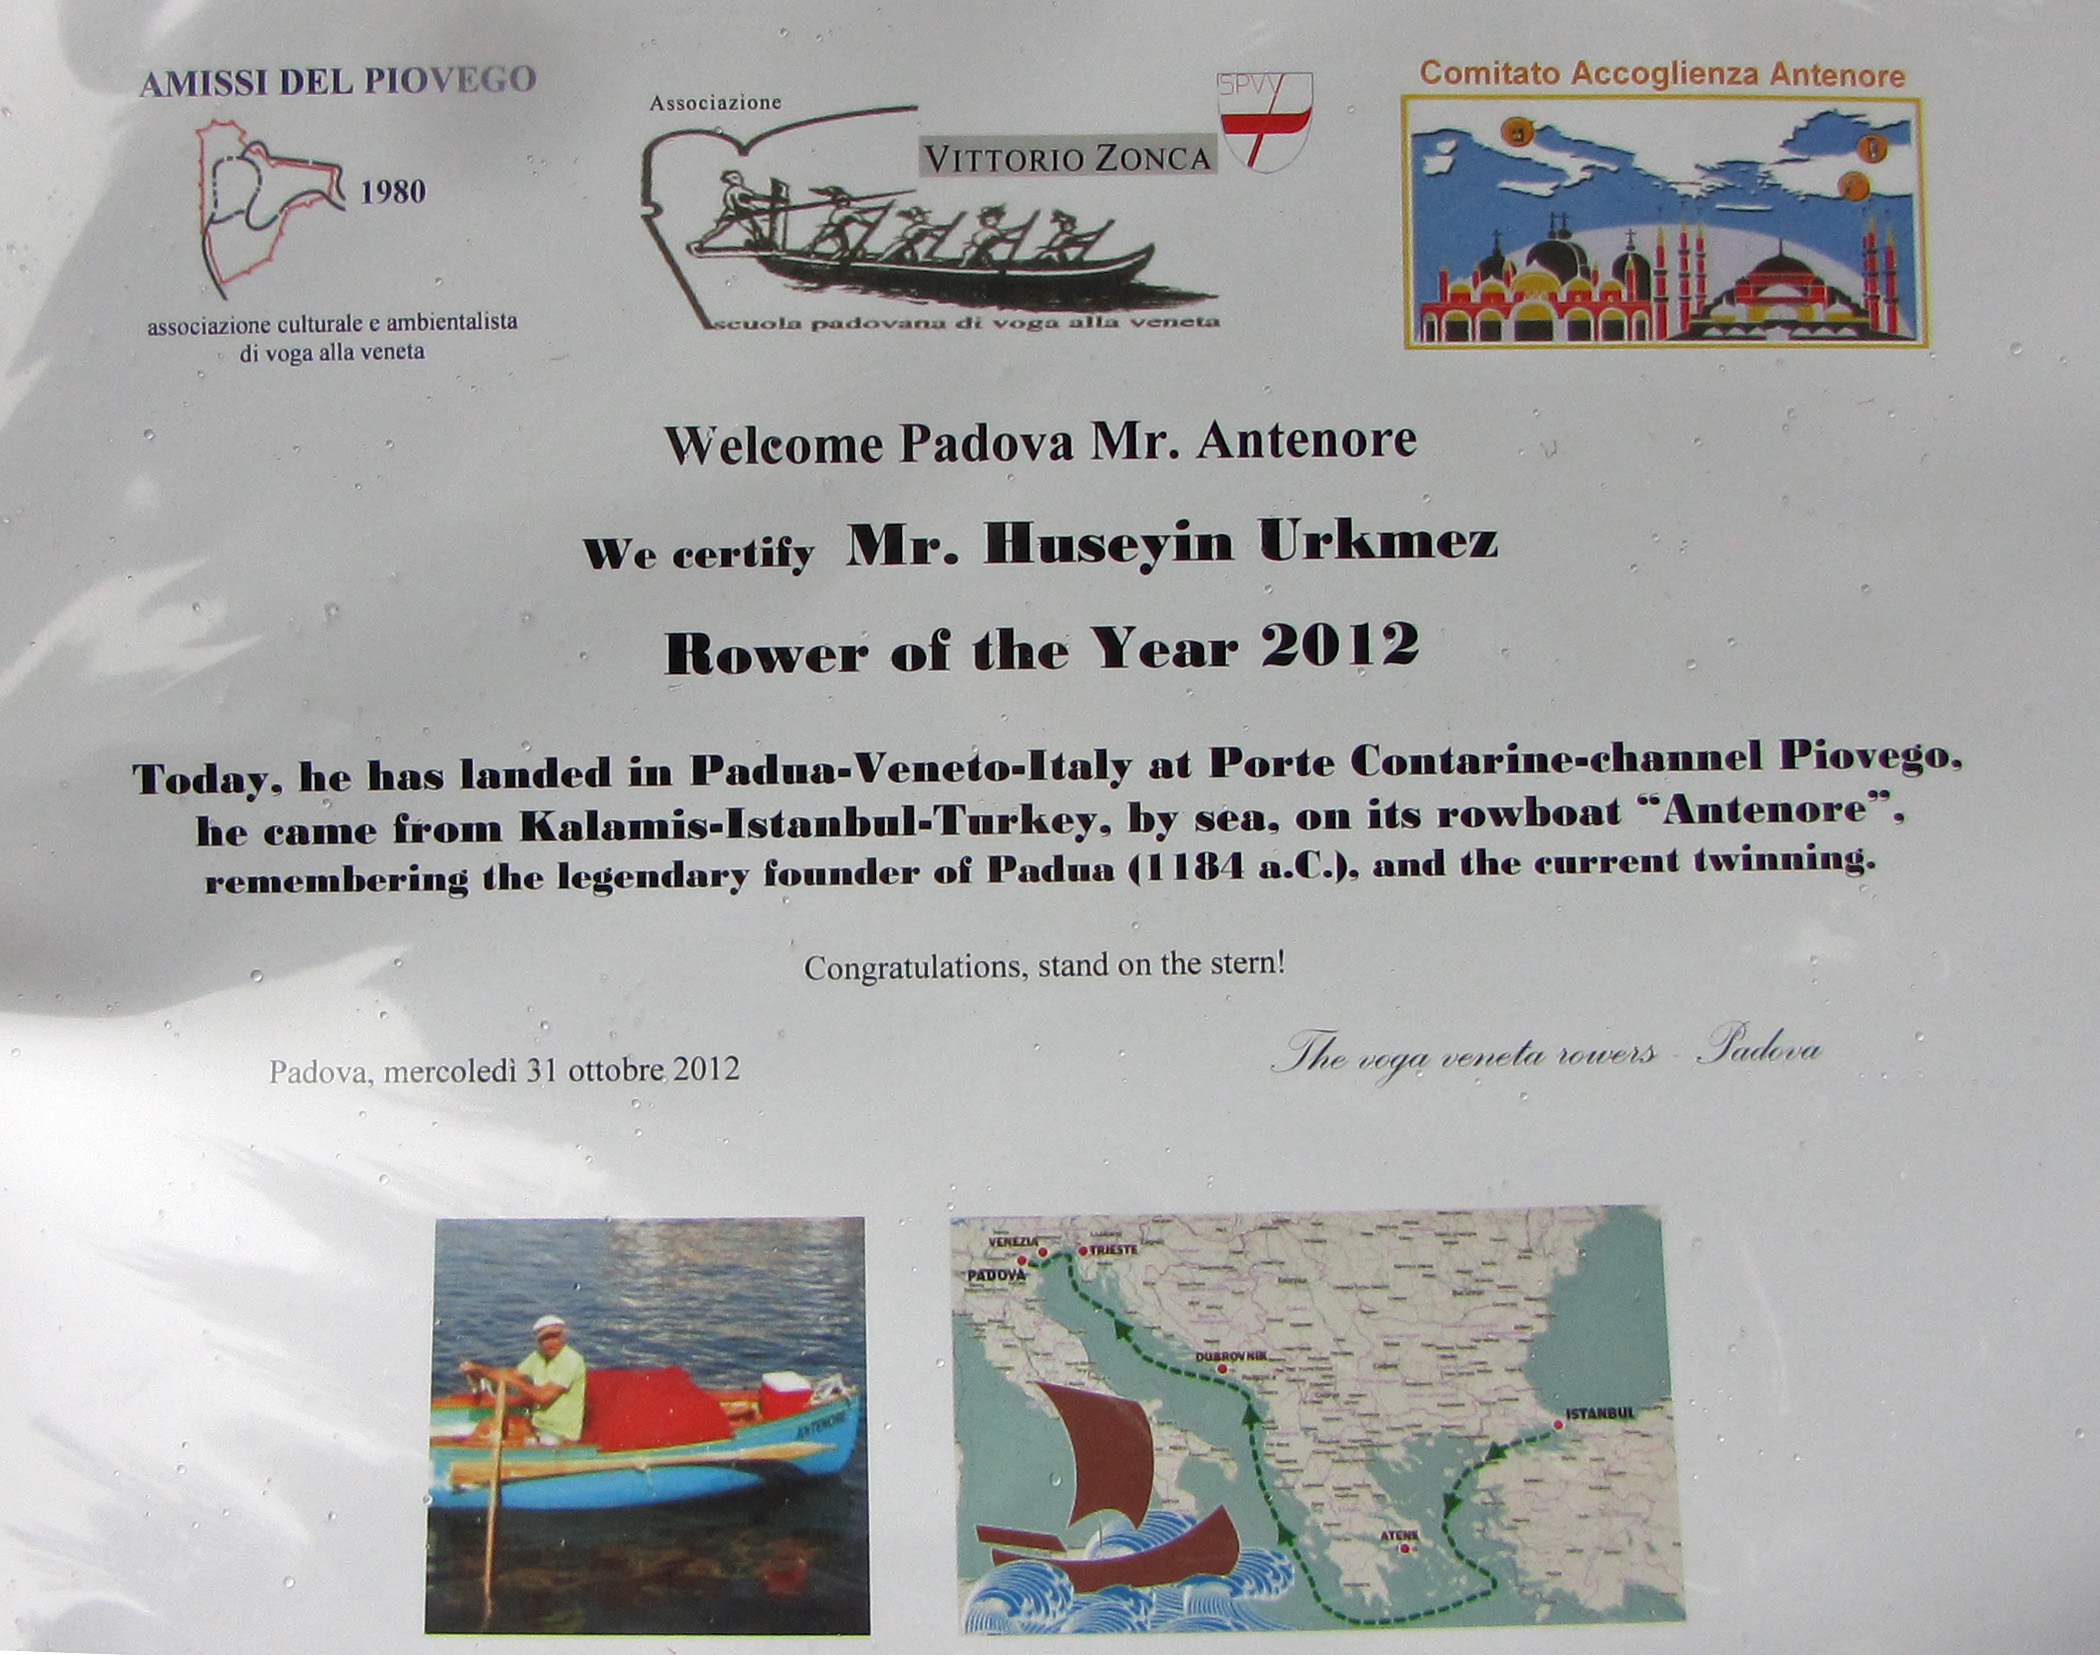 AMISSI DEL PIOVEGO
1980
associazione culturale e ambientalista
di voga alla veneta
Associazione
VITTORIO ZONCA
SPVV
scuola padovana di voga alla veneta
Comitato Accoglienza Antenore
Welcome Padova Mr. Antenore
We certify Mr. Huseyin Urkmez
Rower of the Year 2012
Today, he has landed in Padua-Veneto-Italy at Porte Contarine-channel Piovego,
he came from Kalamis-Istanbul-Turkey, by sea, on its rowboat “Antenore”,
remembering the legendary founder of Padua (1184 a.C.), and the current twinning.
Congratulations, stand on the stern!
Padova, mercoledì 31 ottobre 2012
The voga veneta rowers - Padova
ANTENORE
VENEZIA
TRIESTE
PADOVA
DUBROVNIK
ISTANBUL
ATENE